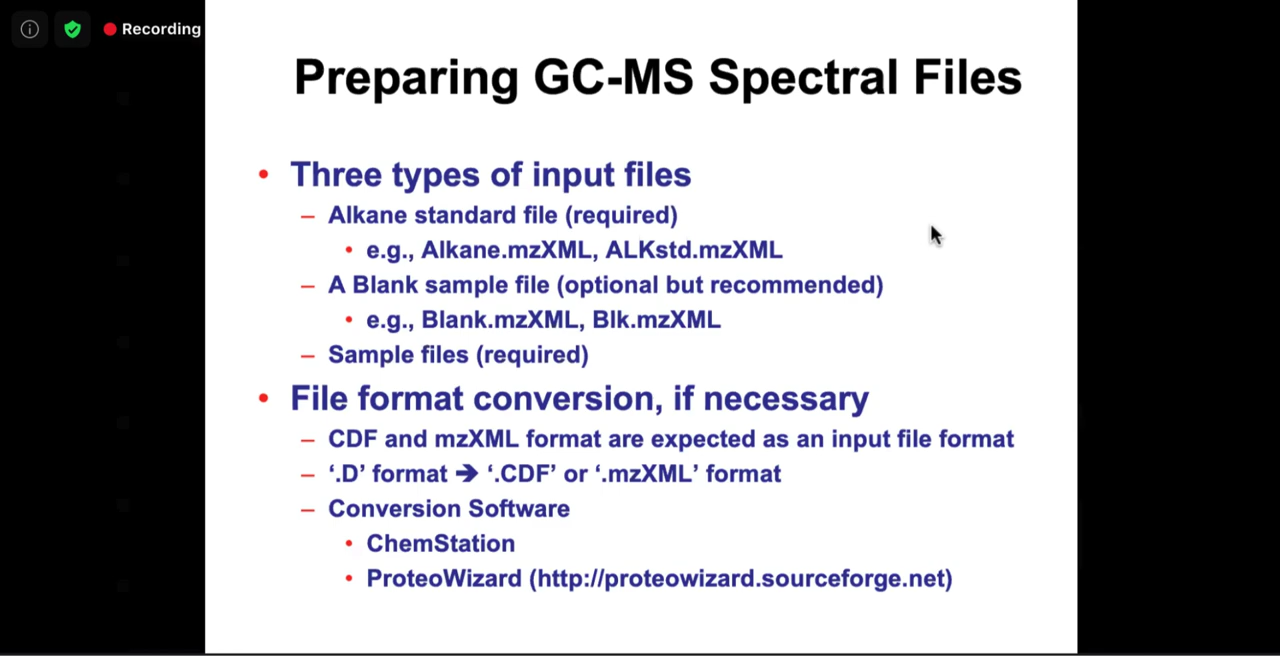 Recording
Preparing GC-MS Spectral Files
• Three types of input files
– Alkane standard file (required)
• e.g., Alkane.mzXML, ALKstd.mzXML
– A Blank sample file (optional but recommended)
• e.g., Blank.mzXML, Blk.mzXML
– Sample files (required)
• File format conversion, if necessary
– CDF and mzXML format are expected as an input file format
– ‘.D’ format ➔ ‘.CDF’ or ‘.mzXML’ format
– Conversion Software
• ChemStation
• ProteoWizard (http://proteowizard.sourceforge.net)